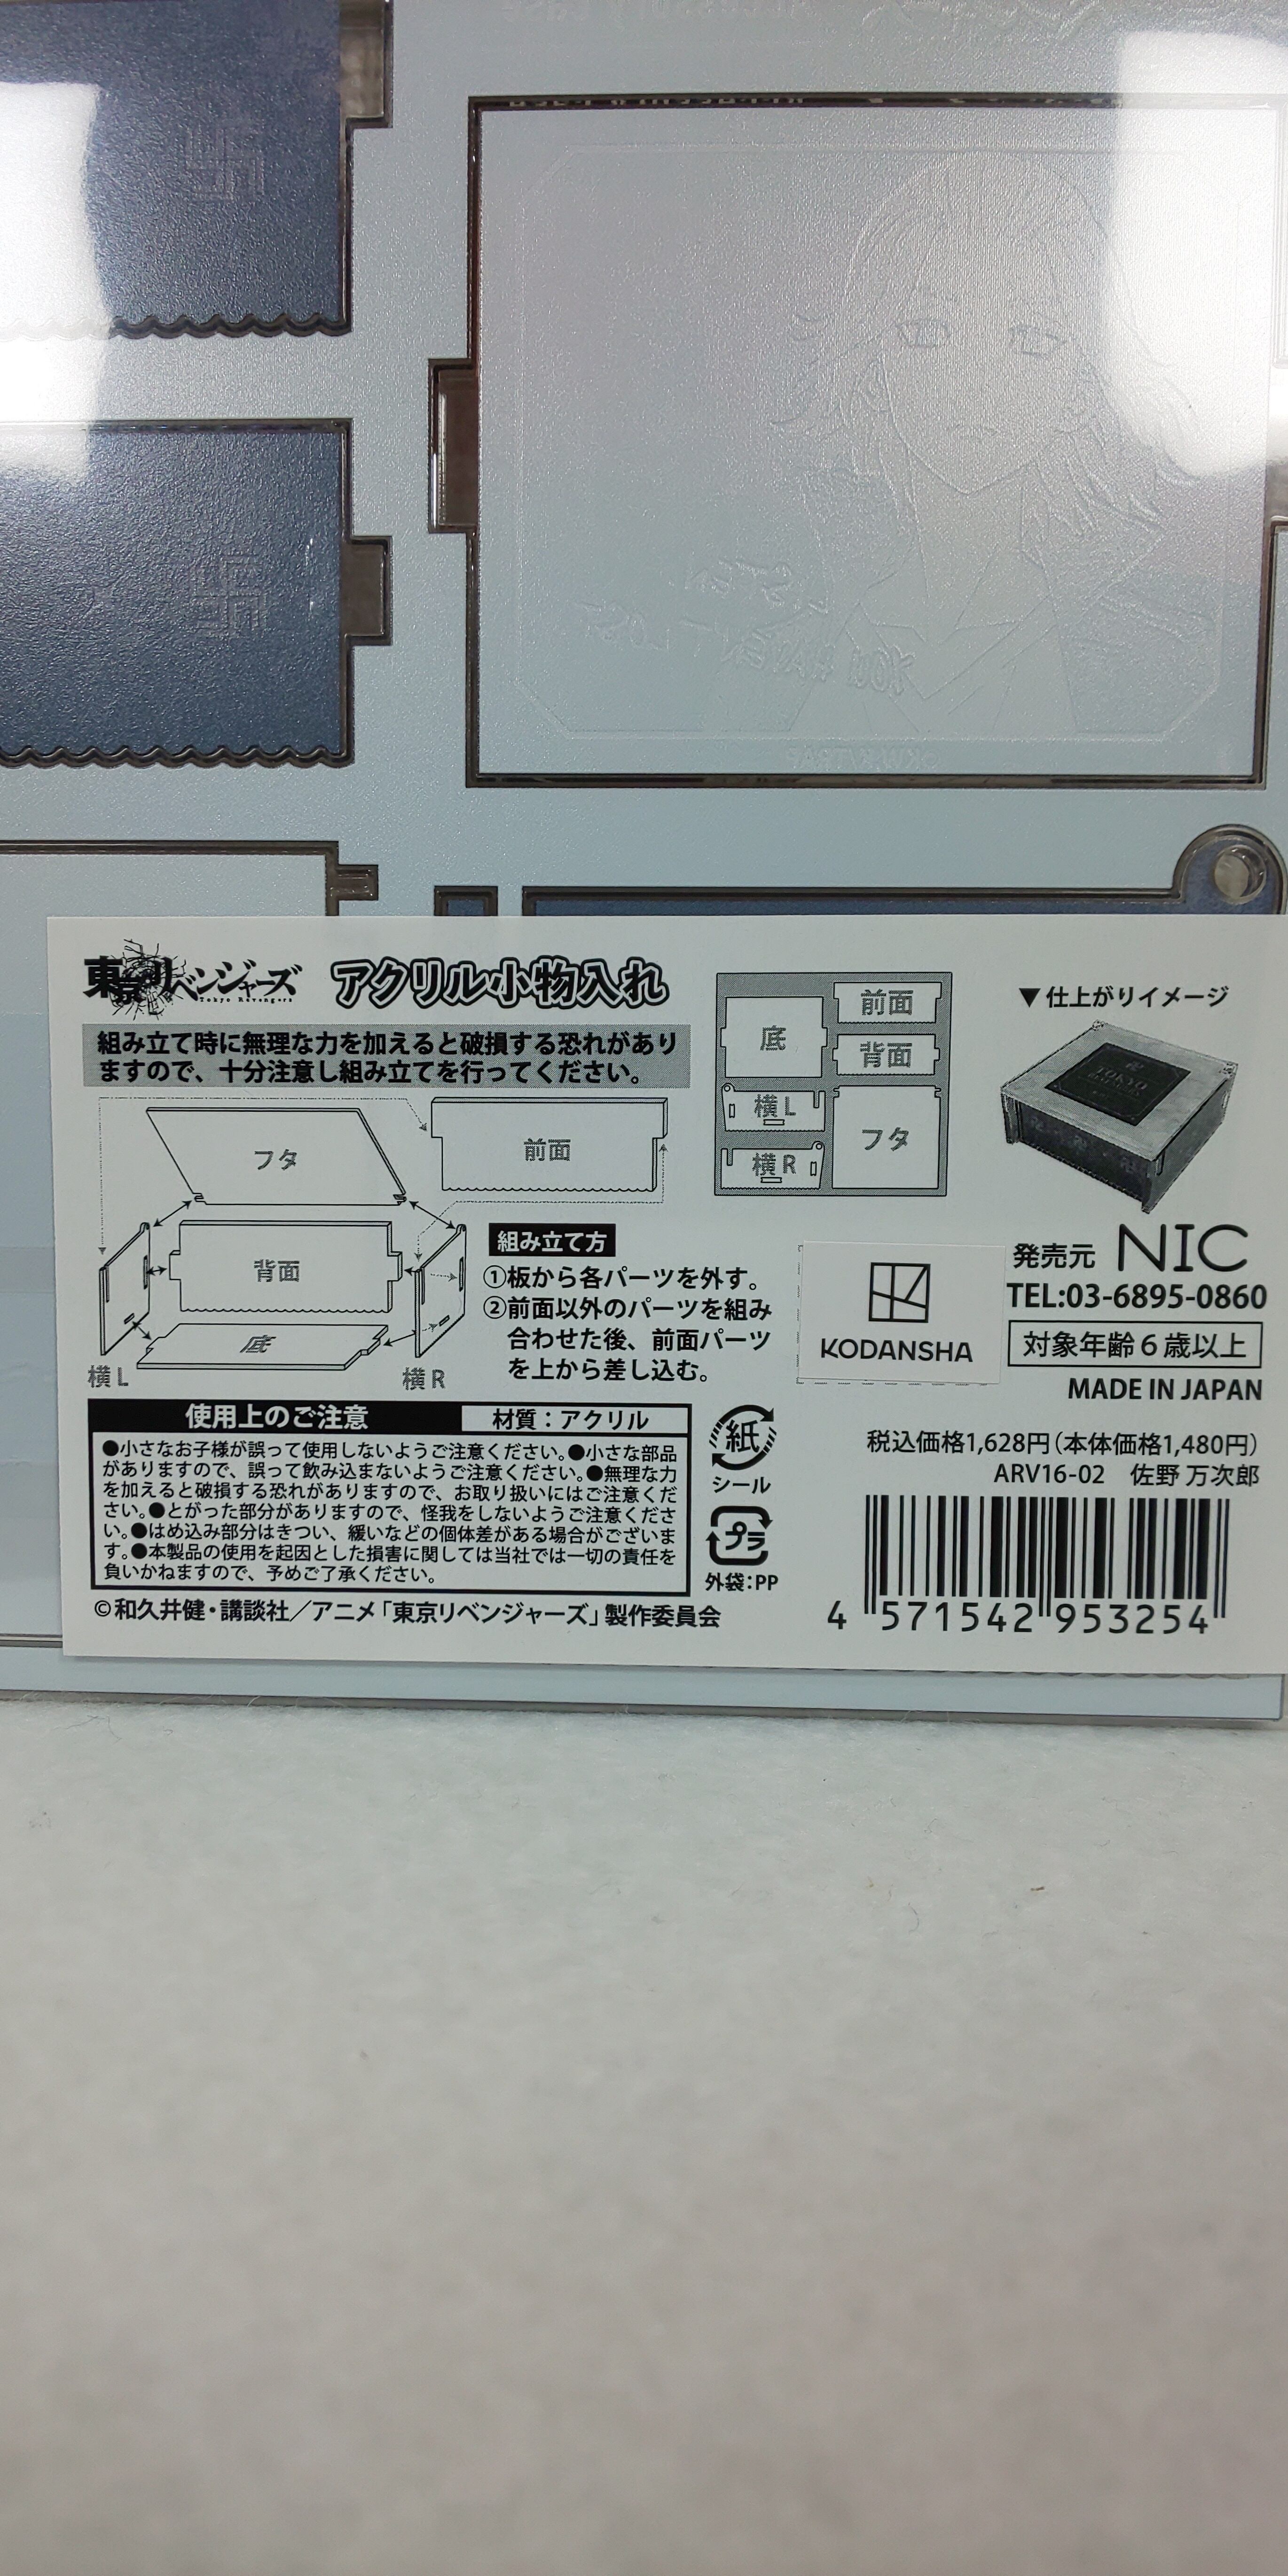 東京リベンジャーズ
Tokyo Revengers
アクリル小物入れ
組み立て時に無理な力を加えると破損する恐れがあり
ますので、十分注意し組み立てを行ってください。
フタ
前面
背面
底
横L
横R
組み立て方
①板から各パーツを外す。
②前面以外のパーツを組み
合わせた後、前面パーツ
を上から差し込む。
底
前面
背面
横L
横R
フタ
▼仕上がりイメージ
TOKYO
KODANSHA
発売元 NIC
TEL:03-6895-0860
対象年齢6歳以上
MADE IN JAPAN
使用上のご注意
材質：アクリル
●小さなお子様が誤って使用しないようご注意ください。●小さな部品
がありますので、誤って飲み込まないようご注意ください。●無理な力
を加えると破損する恐れがありますので、お取り扱いにはご注意くだ
さい。●とがった部分がありますので、怪我をしないようご注意くださ
い。●はめ込み部分はきつい、緩いなどの個体差がある場合がございま
す。●本製品の使用を起因とした損害に関しては当社では一切の責任を
負いかねますので、予めご了承ください。
紙
シール
プラ
外袋：PP
税込価格1,628円（本体価格1,480円）
ARV16-02 佐野 万次郎
4 571542 953254
©和久井健・講談社／アニメ「東京リベンジャーズ」製作委員会